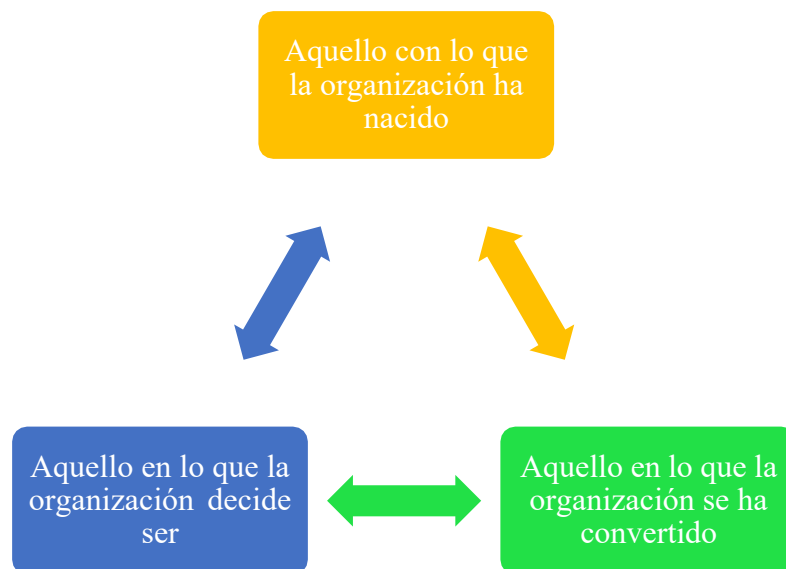 Aquello con lo que
la organización ha
nacido
Aquello en lo que la
organización decide
ser
Aquello en lo que la
organización se ha
convertido